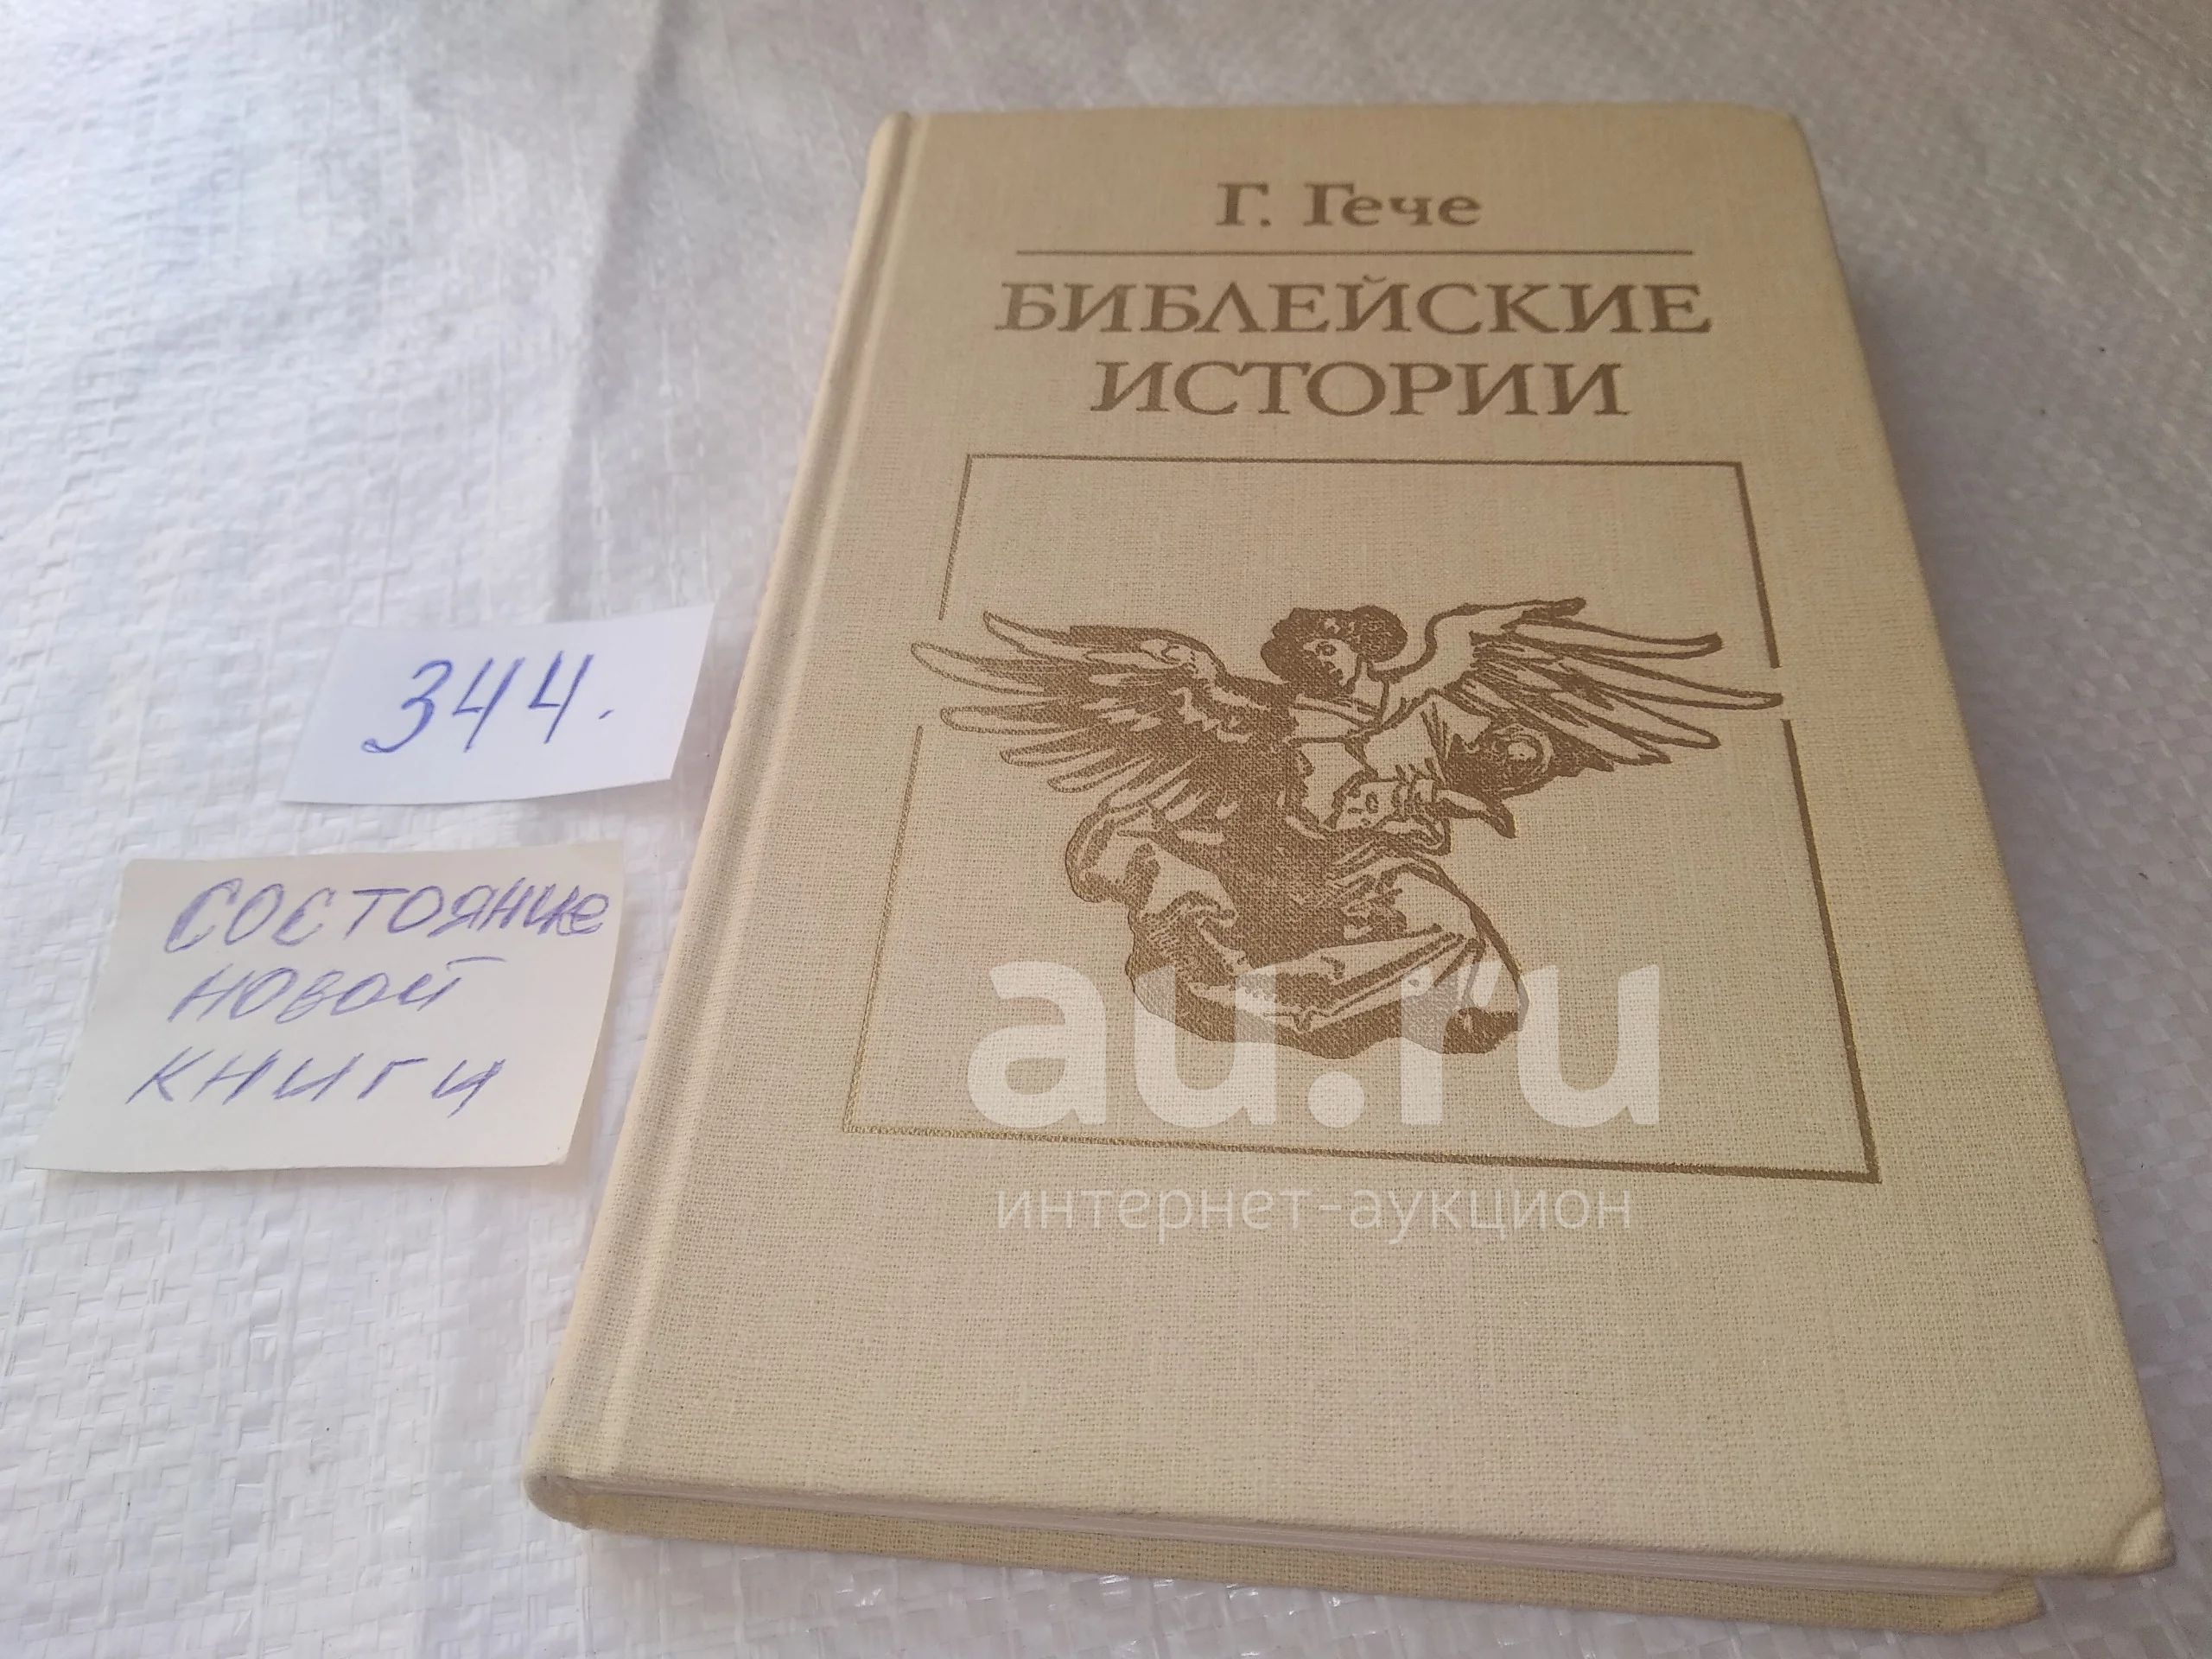 Г. Гече
БИБЛЕЙСКИЕ
ИСТОРИИ
344.
состояние
новой
книги
au.ru
интернет-аукцион